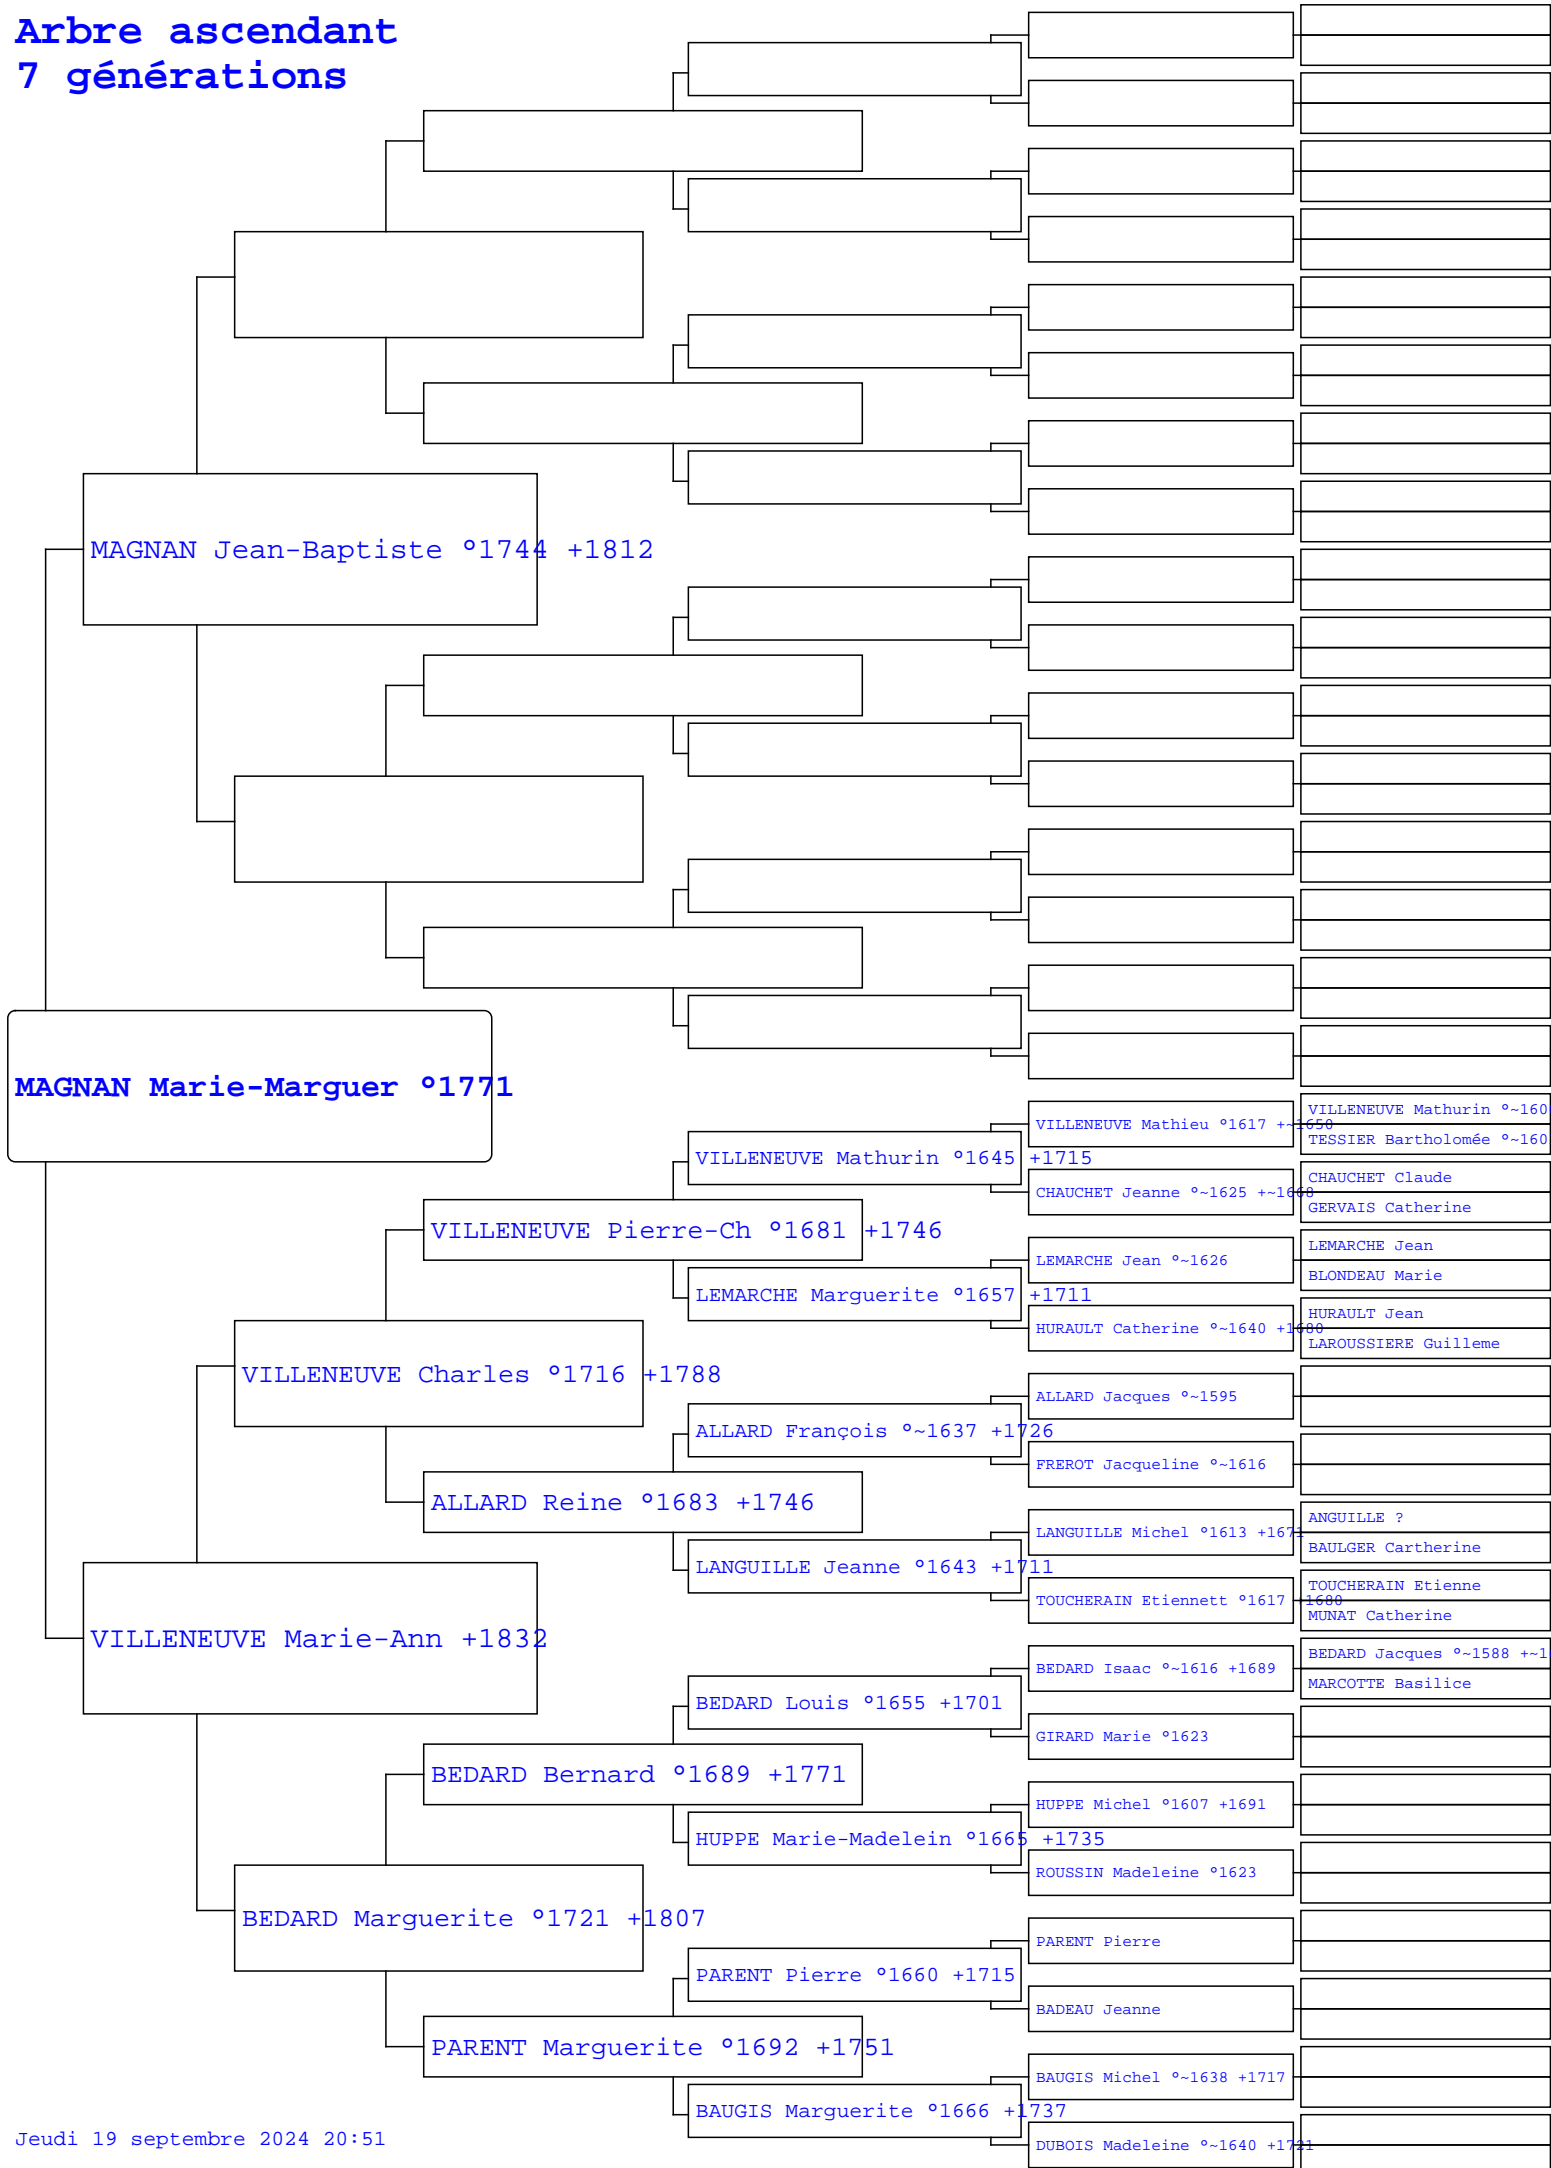 Arbre ascendant
7 générations
MAGNAN Jean-Baptiste °1744 +1812
MAGNAN Marie-Marguer °1771
VILLENEUVE Mathurin °~160
VILLENEUVE Mathieu °1617 +~1650
TESSIER Bartholomée °~160
VILLENEUVE Mathurin °1645 +1715
CHAUCHET Claude
CHAUCHET Jeanne °~1625 +~1668
GERVAIS Catherine
VILLENEUVE Pierre-Ch °1681 +1746
LEMARCHE Jean
LEMARCHE Jean °~1626
BLONDEAU Marie
LEMARCHE Marguerite °1657 +1711
HURAULT Jean
HURAULT Catherine °~1640 +1680
LAROUSSIERE Guilleme
VILLENEUVE Charles °1716 +1788
ALLARD Jacques °~1595
ALLARD François °~1637 +1726
FREROT Jacqueline °~1616
ALLARD Reine °1683 +1746
ANGUILLE ?
LANGUILLE Michel °1613 +1671
BAULGER Cartherine
LANGUILLE Jeanne °1643 +1711
TOUCHERAIN Etienne
TOUCHERAIN Etiennett °1617 +1680
MUNAT Catherine
VILLENEUVE Marie-Ann +1832
BEDARD Jacques °~1588 +~1
BEDARD Isaac °~1616 +1689
MARCOTTE Basilice
BEDARD Louis °1655 +1701
GIRARD Marie °1623
BEDARD Bernard °1689 +1771
HUPPE Michel °1607 +1691
HUPPE Marie-Madelein °1665 +1735
ROUSSIN Madeleine °1623
BEDARD Marguerite °1721 +1807
PARENT Pierre
PARENT Pierre °1660 +1715
BADEAU Jeanne
PARENT Marguerite °1692 +1751
BAUGIS Michel °~1638 +1717
BAUGIS Marguerite °1666 +1737
DUBOIS Madeleine °~1640 +1721
Jeudi 19 septembre 2024 20:51